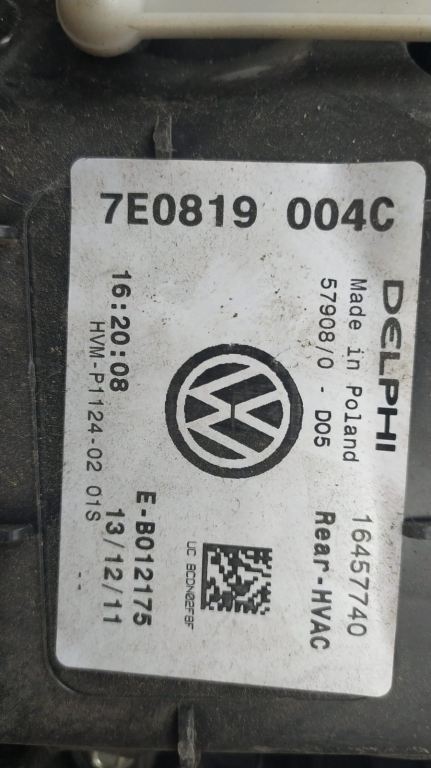 7E0819 004C
DELPHI
Made in Poland
57908/0 - D05
16457740
Rear-HVAC
16:20:08
HVM-P1124-02 01S
E-B012175
13/12/11
UC 8CDN02F8F
--